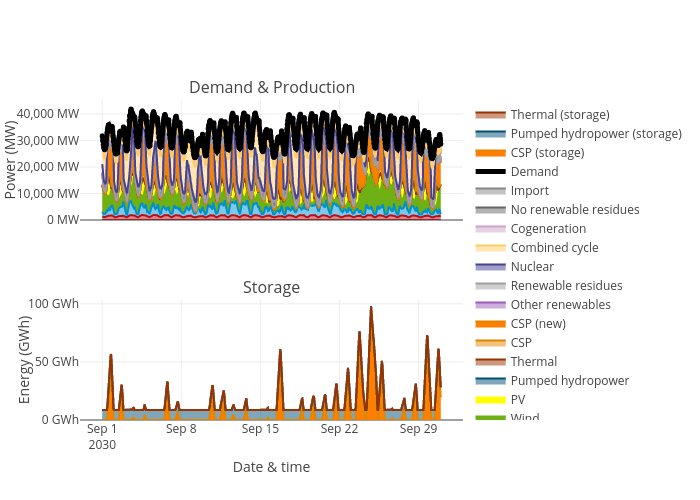 Demand & Production
Power (MW)
40,000 MW
30,000 MW
20,000 MW
10,000 MW
0 MW
Storage
Energy (GWh)
100 GWh
50 GWh
0 GWh
Sep 1
2030
Sep 8
Sep 15
Sep 22
Sep 29
Date & time
Thermal (storage)
Pumped hydropower (storage)
CSP (storage)
Demand
Import
No renewable residues
Cogeneration
Combined cycle
Nuclear
Renewable residues
Other renewables
CSP (new)
CSP
Thermal
Pumped hydropower
PV
Wind